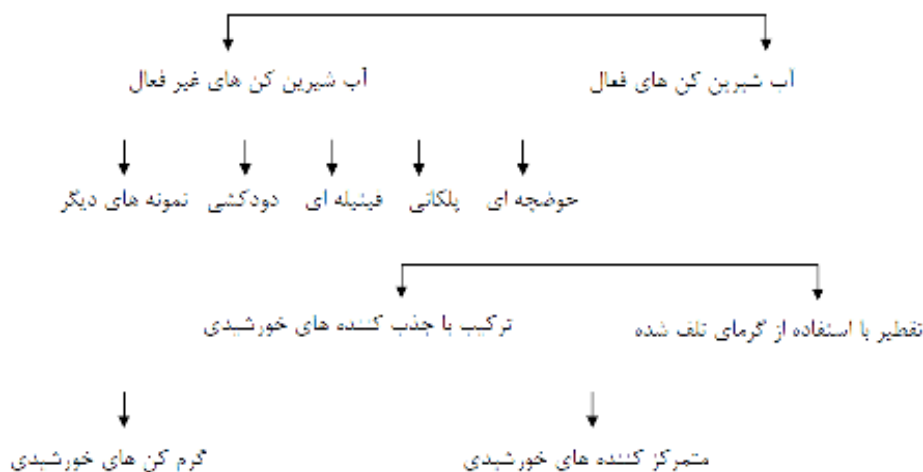 آب شیرین کن های فعال آب شیرین کن های غیر فعال
حوضچه ای پلکانی فیتیله ای دودکشی نمونه های دیگر
تقطیر با استفاده از گرمای تلف شده ترکیب با جذب کننده های خورشیدی
متمرکز کننده های خورشیدی گرم کن های خورشیدی